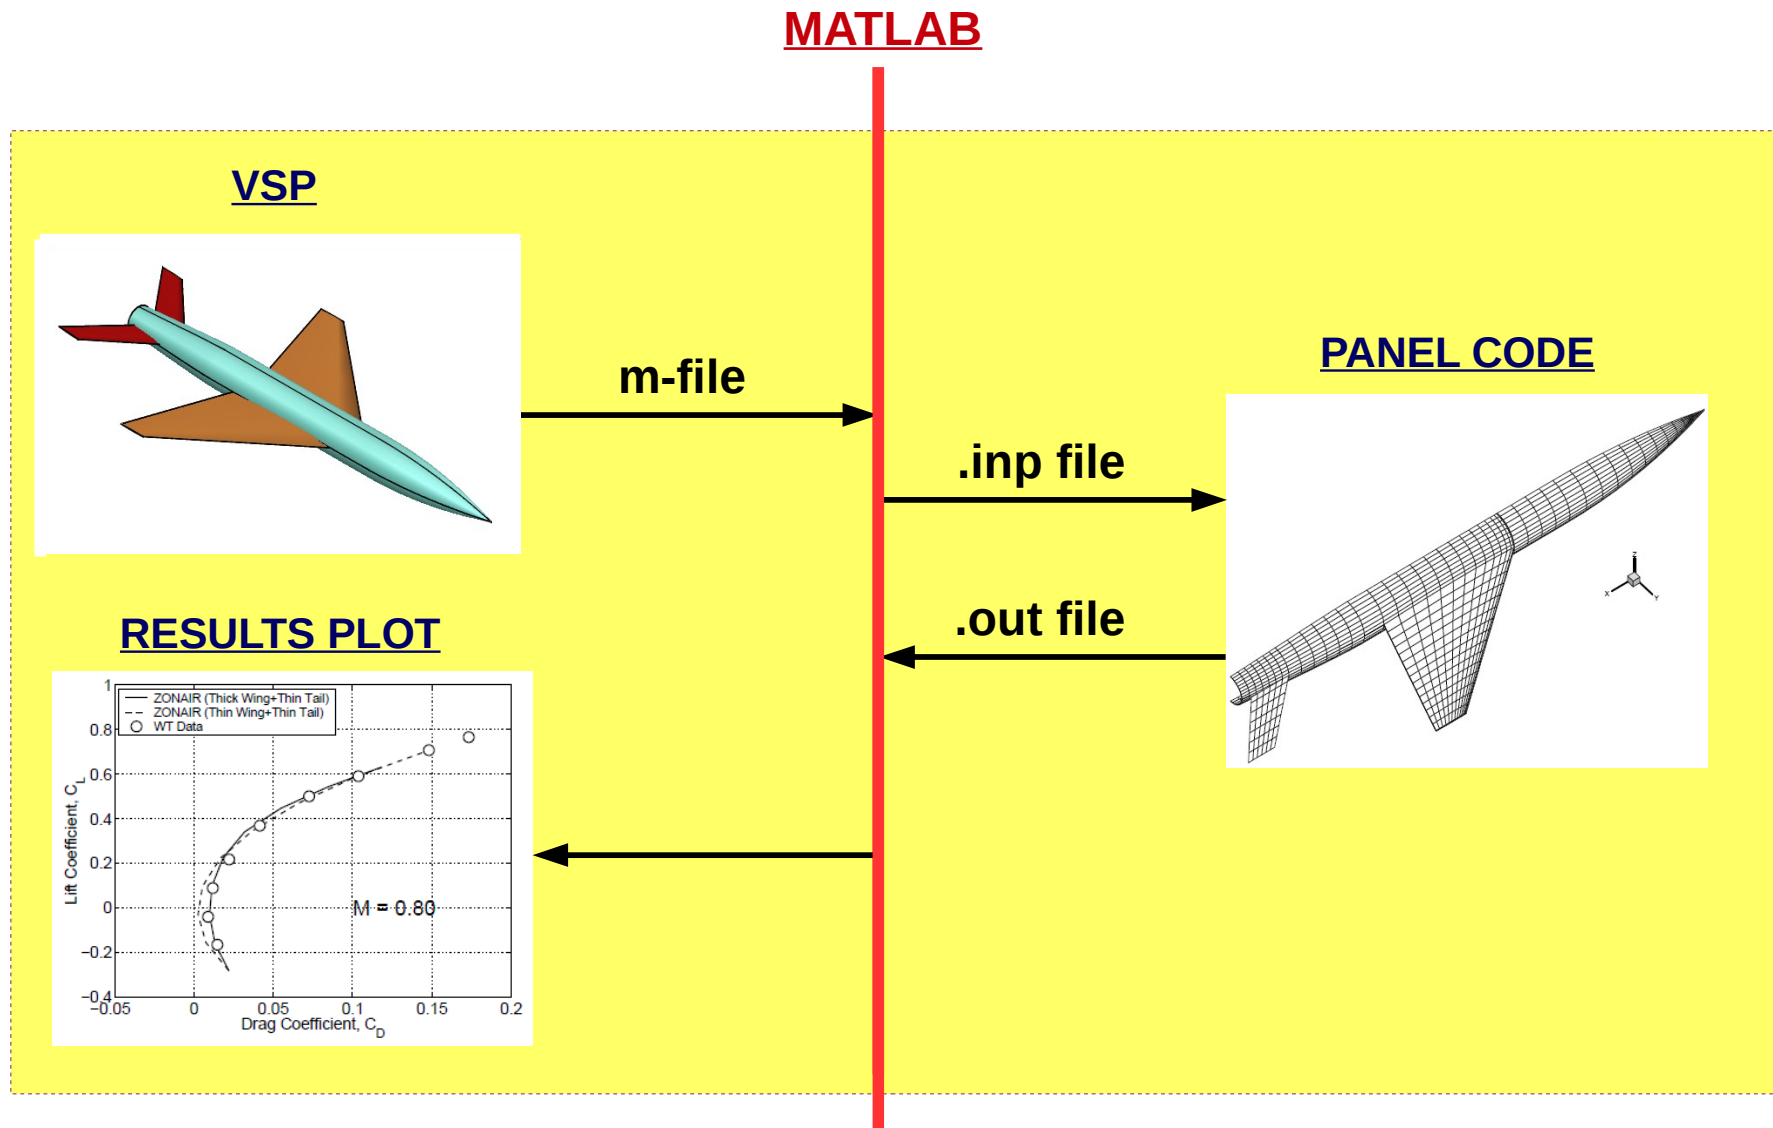 MATLAB
VSP
m-file
PANEL CODE
.inp file
.out file
RESULTS PLOT
ZONAIR (Thick Wing+Thin Tail)
ZONAIR (Thin Wing+Thin Tail)
WT Data
1
0.8
0.6
0.4
0.2
0
−0.2
−0.4
Lift Coefficient, CL
M = 0.80
−0.05 0 0.05 0.1 0.15 0.2
Drag Coefficient, CD
Z
X
Y